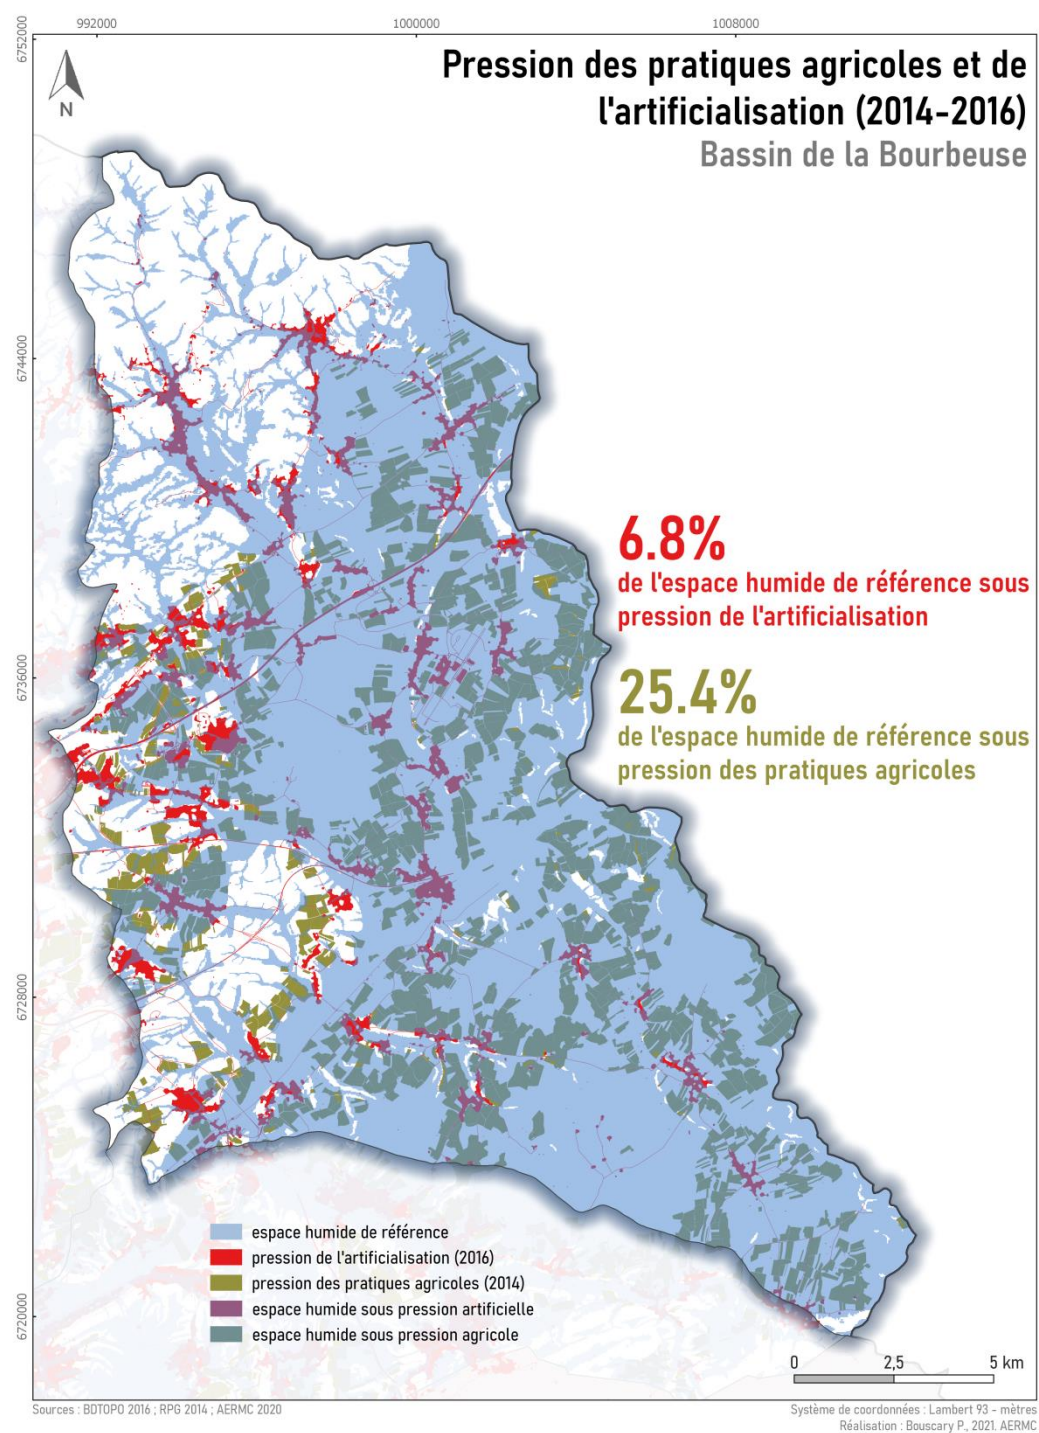 992000
1000000
1008000
6752000
Pression des pratiques agricoles et de
l'artificialisation (2014-2016)
Bassin de la Bourbeuse
N
6744000
6.8%
de l'espace humide de référence sous
pression de l'artificialisation
6736000
25.4%
de l'espace humide de référence sous
pression des pratiques agricoles
6728000
espace humide de référence
pression de l'artificialisation (2016)
pression des pratiques agricoles (2014)
espace humide sous pression artificielle
espace humide sous pression agricole
6720000
0 2,5 5 km
Sources : BDTOPO 2016 ; RPG 2014 ; AERMC 2020
Système de coordonnées : Lambert 93 - mètres
Réalisation : Bouscary P., 2021. AERMC